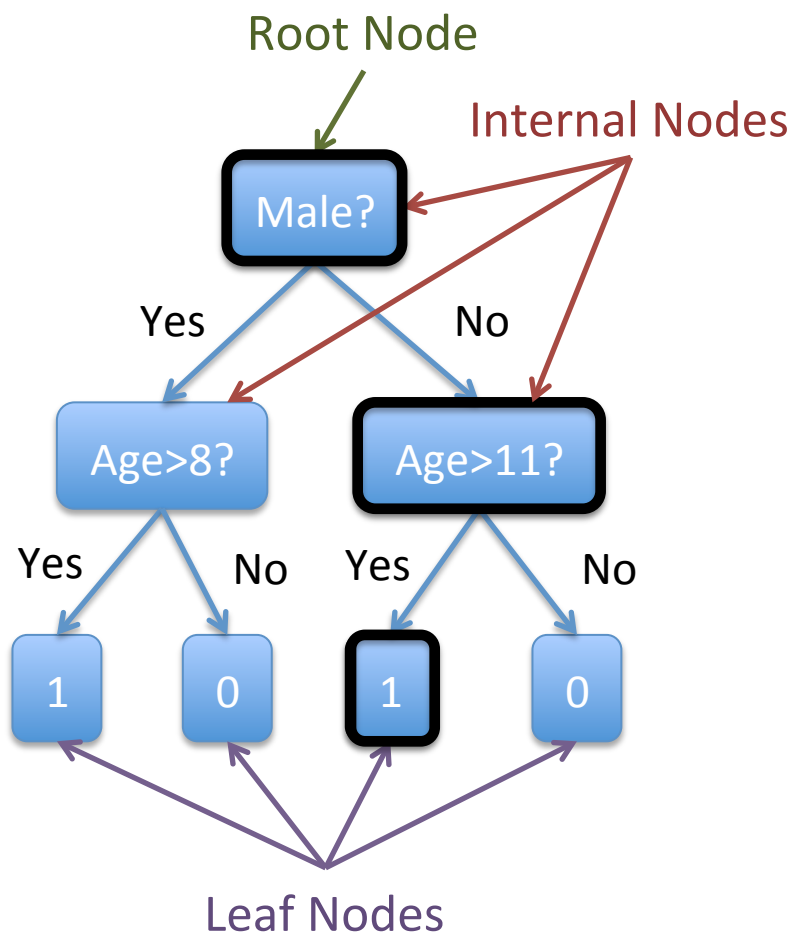 Root Node
Internal Nodes
Male?
Yes
No
Age>8?
Age>11?
Yes
No
Yes
No
1
0
1
0
Leaf Nodes